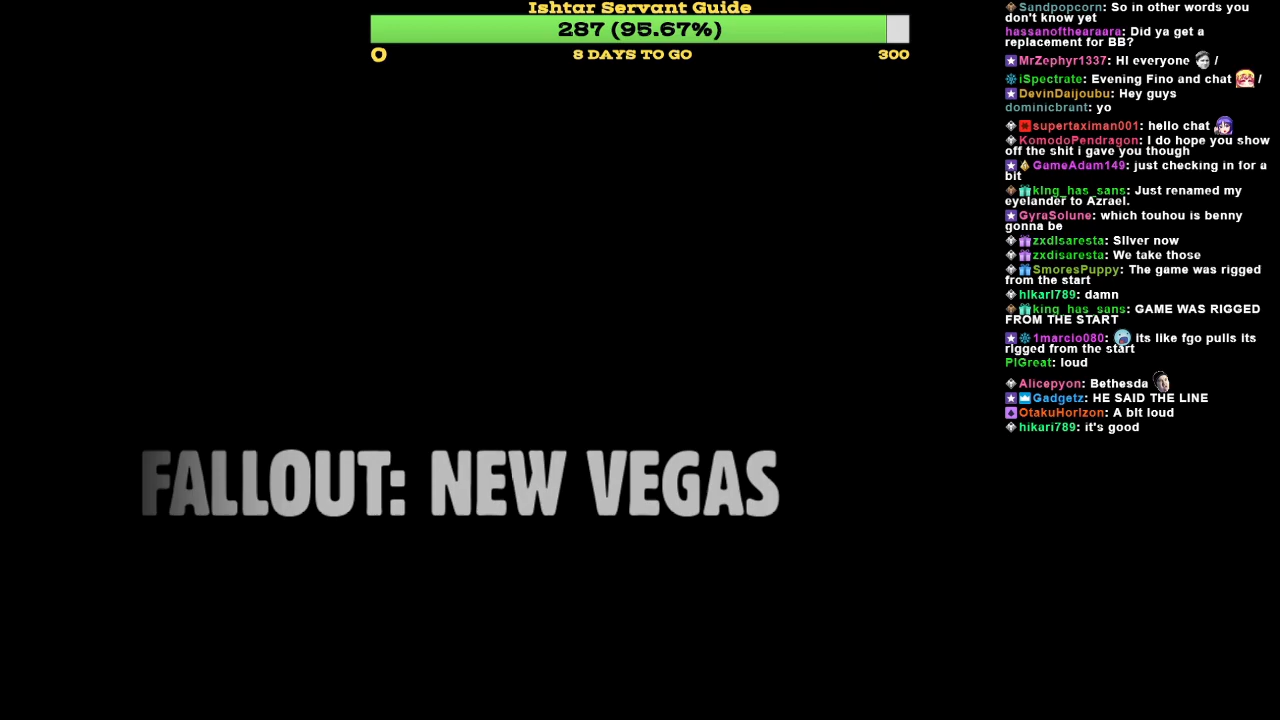 Ishtar Servant Guide
287 (95.67%)
0 8 DAYS TO GO 300
FALLOUT: NEW VEGAS
Sandpopcorn: So in other words you
don't know yet
hassanofthearaara: Did ya get a
replacement for BB?
MrZephyr1337: HI everyone /
iSpectrate: Evening Fino and chat /
DevinDaijoubu: Hey guys
dominicbrant: yo
supertaximan001: hello chat
KomodoPendragon: I do hope you show
off the shit i gave you though
GameAdam149: just checking in for a
bit
king_has_sans: Just renamed my
eyelander to Azrael.
GyraSolune: which touhou is benny
gonna be
zxdisaresta: Silver now
zxdisaresta: We take those
SmoresPuppy: The game was rigged
from the start
hikari789: damn
king_has_sans: GAME WAS RIGGED
FROM THE START
1marcio080: its like fgo pulls its
rigged from the start
PIGreat: loud
Alicepyon: Bethesda
Gadgetz: HE SAID THE LINE
OtakuHorizon: A bit loud
hikari789: it's good